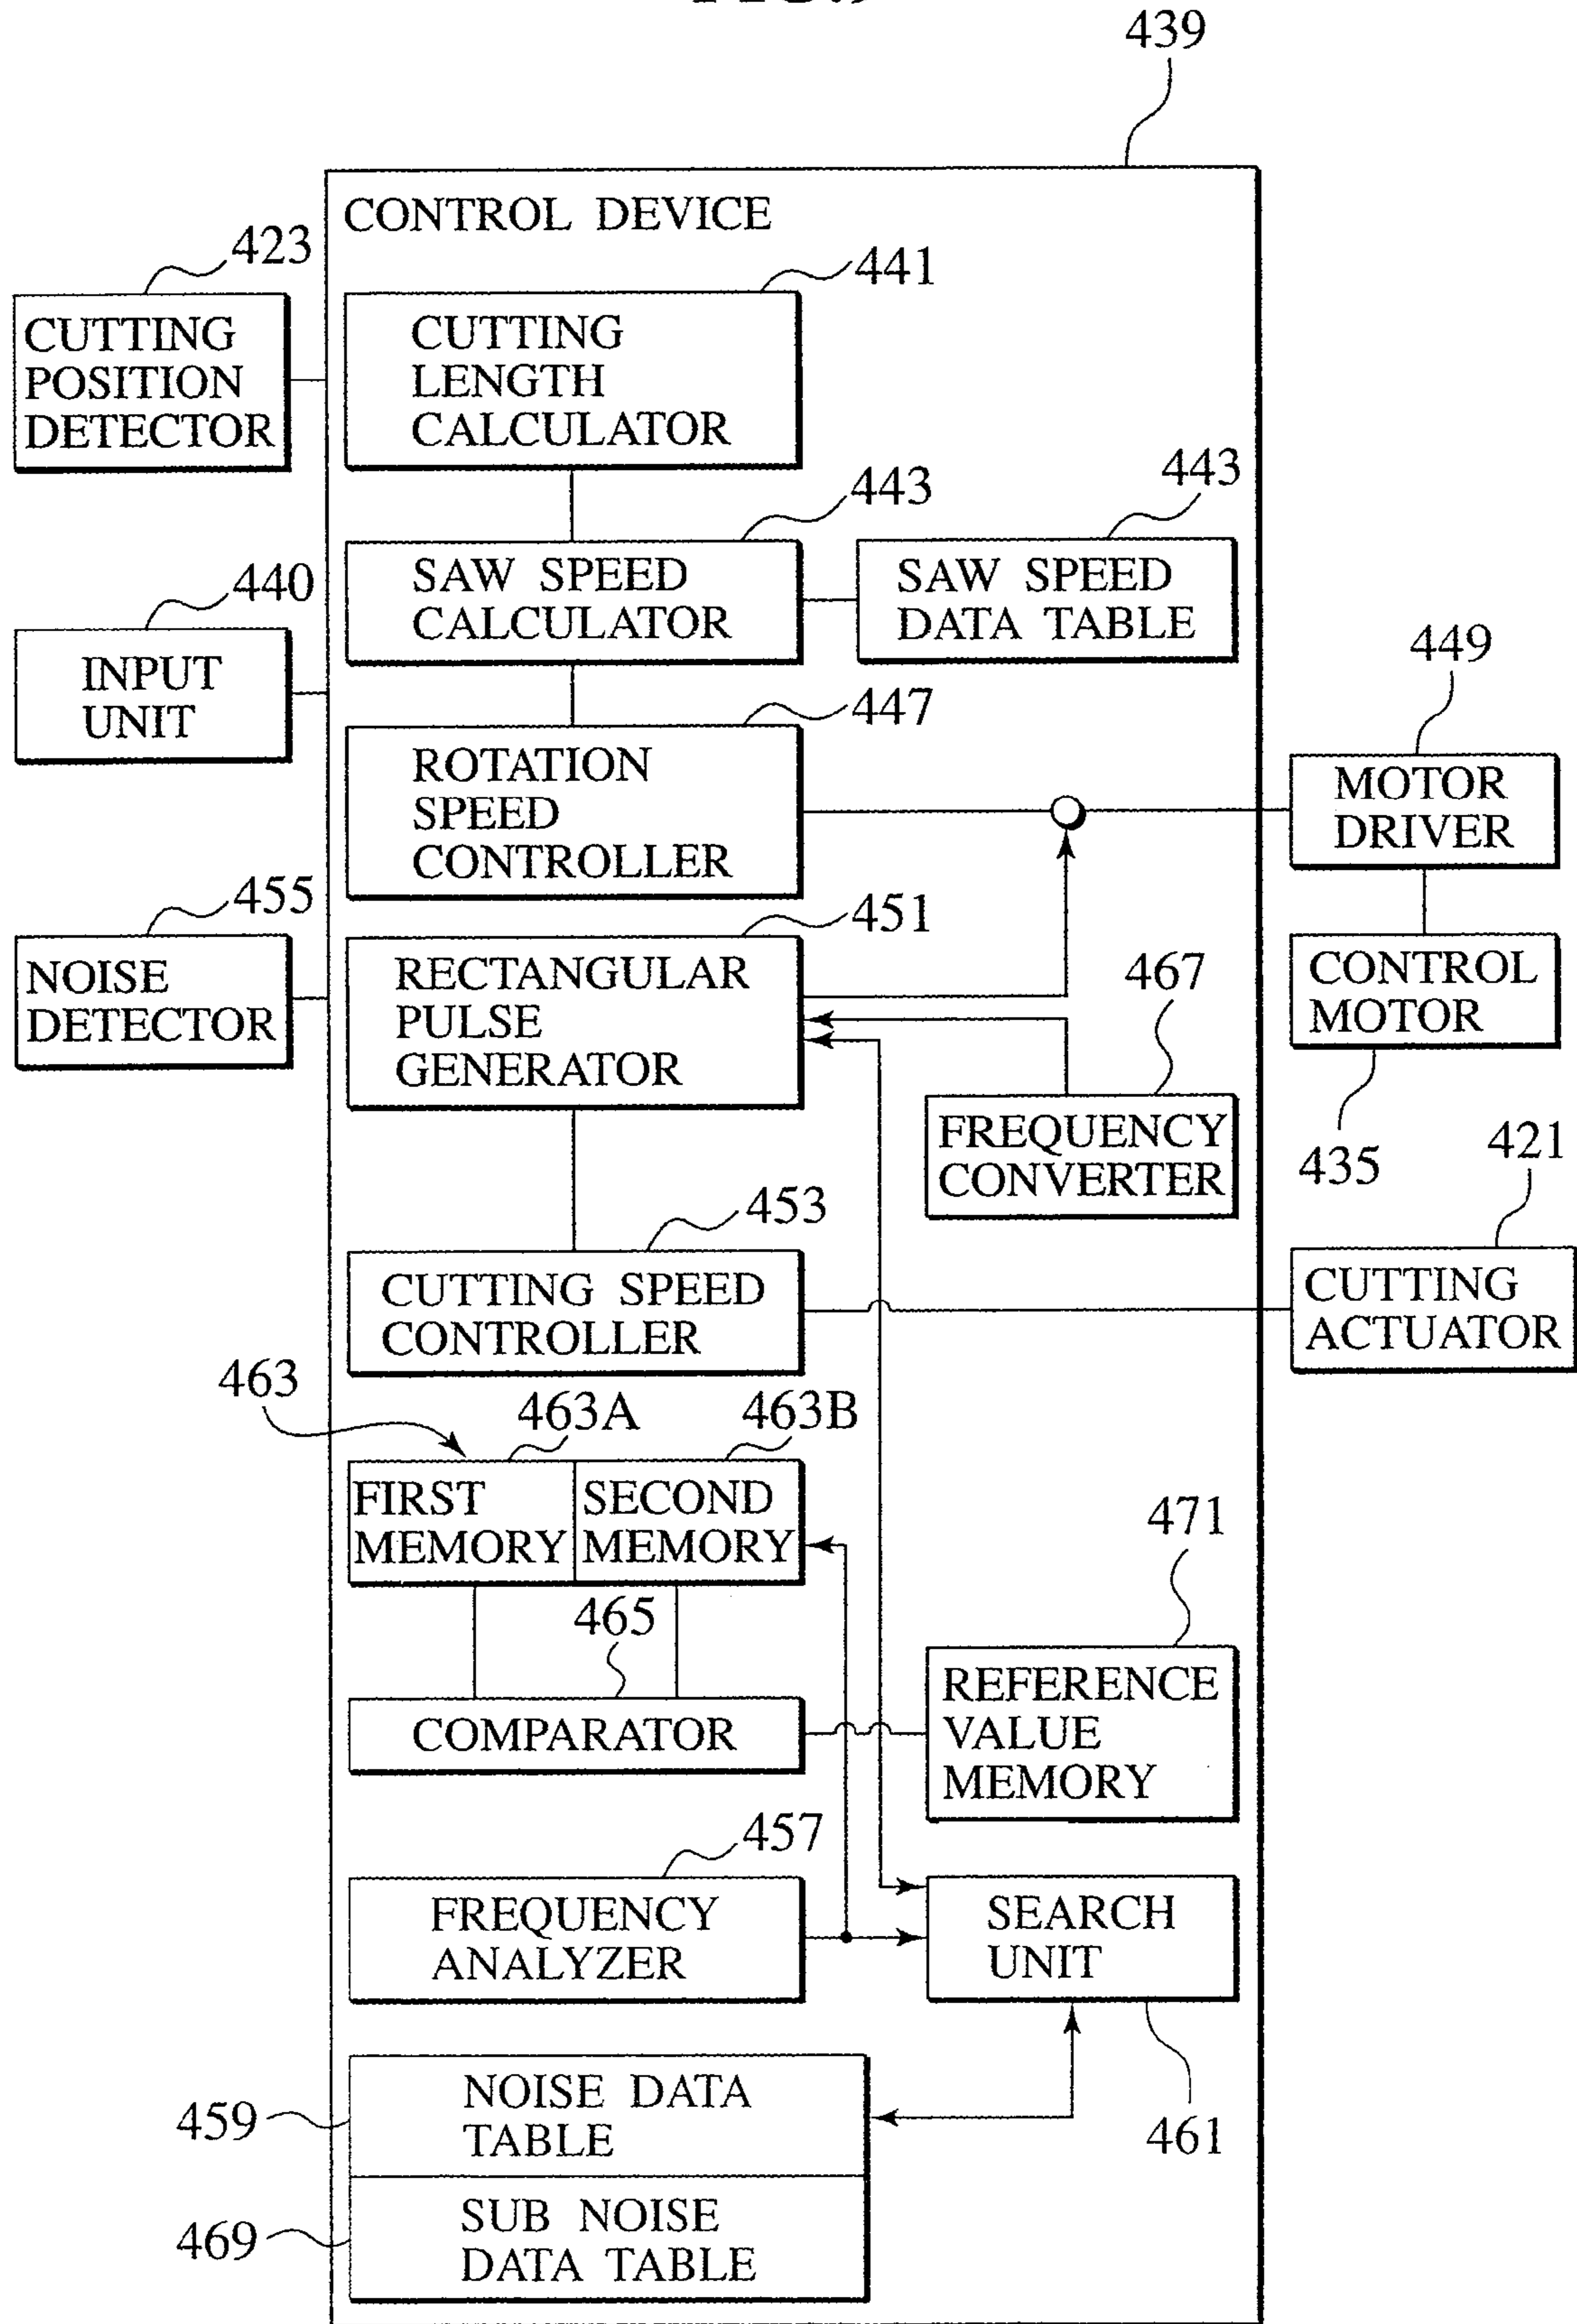 439
CONTROL DEVICE
423
CUTTING
POSITION
DETECTOR
441
CUTTING
LENGTH
CALCULATOR
443
SAW SPEED
CALCULATOR
443
SAW SPEED
DATA TABLE
440
INPUT
UNIT
447
ROTATION
SPEED
CONTROLLER
449
MOTOR
DRIVER
455
NOISE
DETECTOR
451
RECTANGULAR
PULSE
GENERATOR
467
FREQUENCY
CONVERTER
CONTROL
MOTOR
435
421
CUTTING
ACTUATOR
453
CUTTING SPEED
CONTROLLER
463
463A
463B
FIRST
MEMORY
SECOND
MEMORY
465
COMPARATOR
471
REFERENCE
VALUE
MEMORY
457
FREQUENCY
ANALYZER
SEARCH
UNIT
461
459
NOISE DATA
TABLE
469
SUB NOISE
DATA TABLE